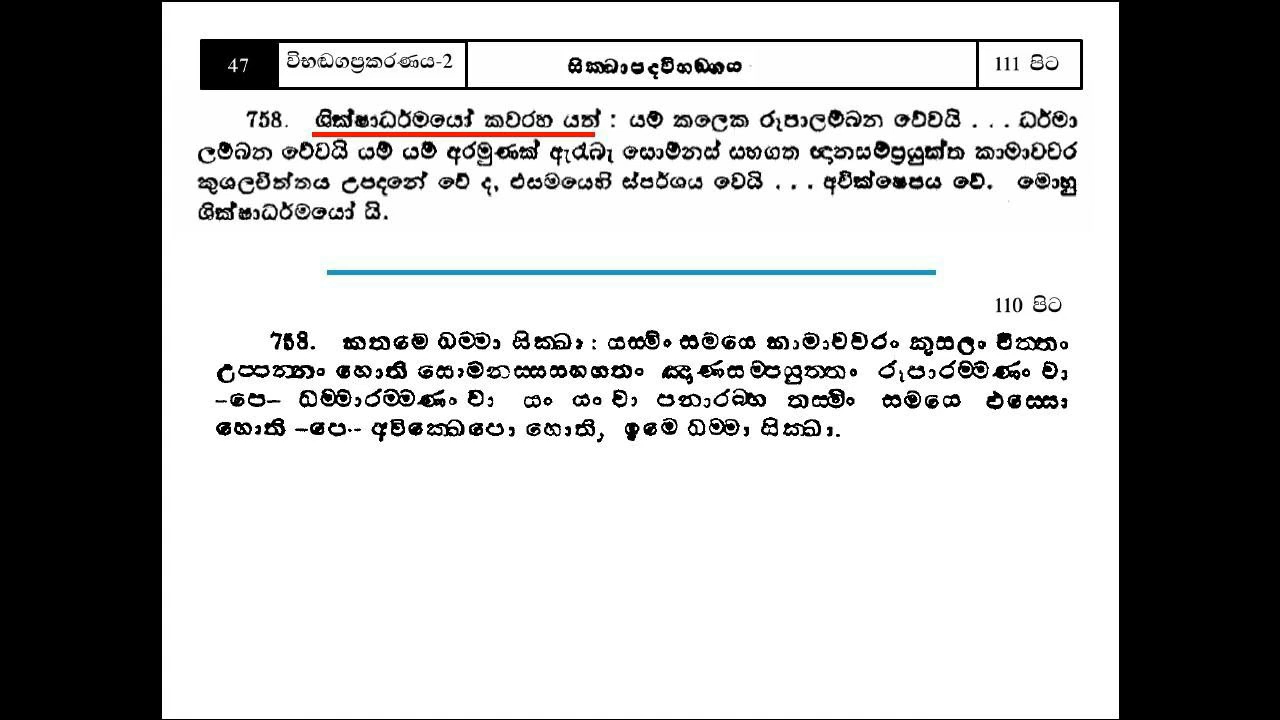 47 විභඬගප්‍රකරණය-2 සික්ඛාපදවිභඞ්ගය 111 පිට
758. ශික්ෂාධර්මයෝ කවරහ යත් : යම් කලෙක රූපාලම්බන වේවයි . . . ධර්මා
ලම්බන වේවයි යම් යම් අරමුණක් ඇරැබැ සොම්නස් සහගත ඥානසම්ප්‍රයුක්ත කාමාවචර
කුශලචිත්තය උපදනේ වේ ද, එසමයෙහි ස්පර්ශය වෙයි . . . අවික්ෂෙපය වේ. මොහු
ශික්ෂාධර්මයෝ යි.
110 පිට
758. කතමෙ ධම්මා සික්ඛා : යස්මිං සමයෙ කාමාවචරං කුසලං චිත්තං
උප්පන්නං හොති සොමනස්සසහගතං ඤාණසම්පයුත්තං රූපාරම්මණං වා
–පෙ– ධම්මාරම්මණං වා යං යං වා පනාරබ්භ තස්මිං සමයෙ ඵස්සො
හොති –පෙ– අවික්ඛෙපො හොති, ඉමෙ ධම්මා සික්ඛා.